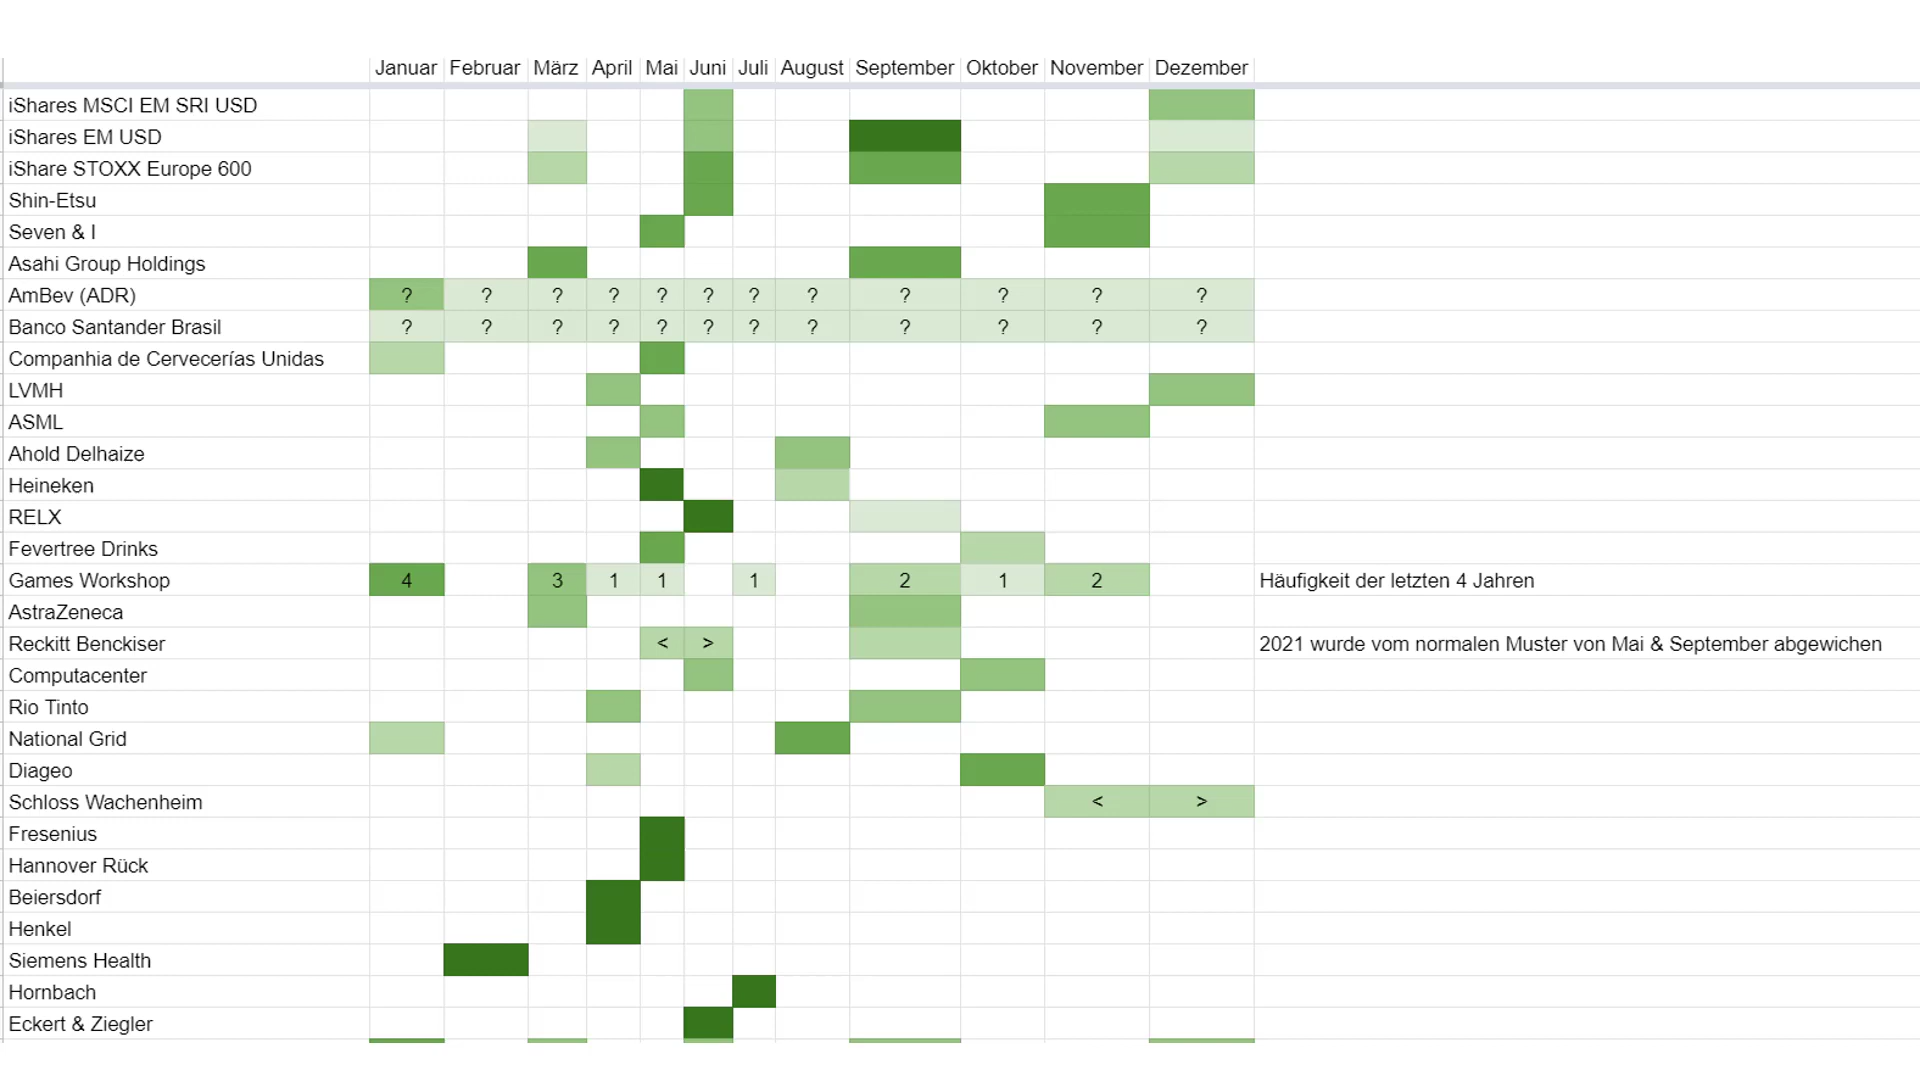 Januar Februar März April Mai Juni Juli August September Oktober November Dezember
iShares MSCI EM SRI USD
iShares EM USD
iShare STOXX Europe 600
Shin-Etsu
Seven & I
Asahi Group Holdings
AmBev (ADR) ? ? ? ? ? ? ? ? ? ? ? ?
Banco Santander Brasil ? ? ? ? ? ? ? ? ? ? ? ?
Companhia de Cervecerías Unidas
LVMH
ASML
Ahold Delhaize
Heineken
RELX
Fevertree Drinks
Games Workshop 4 3 1 1 1 2 1 2 Häufigkeit der letzten 4 Jahren
AstraZeneca
Reckitt Benckiser < > 2021 wurde vom normalen Muster von Mai & September abgewichen
Computacenter
Rio Tinto
National Grid
Diageo
Schloss Wachenheim < >
Fresenius
Hannover Rück
Beiersdorf
Henkel
Siemens Health
Hornbach
Eckert & Ziegler